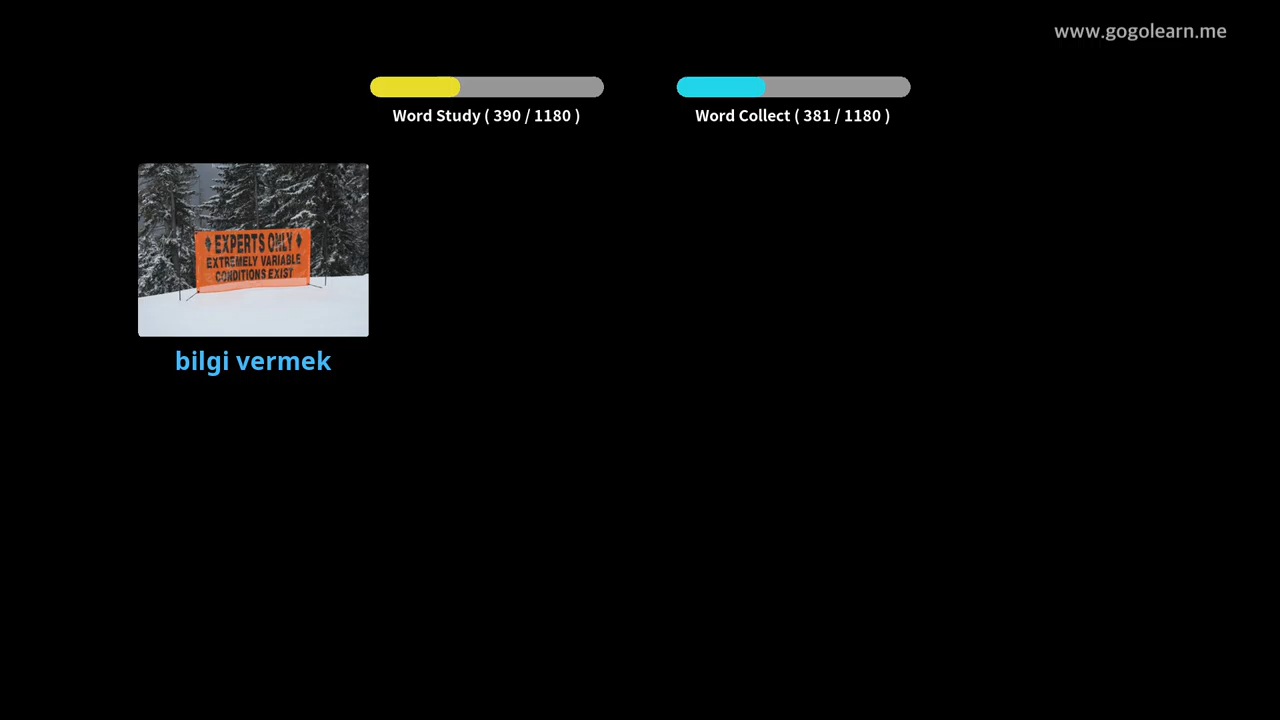 www.gogolearn.me
Word Study ( 390 / 1180 )
Word Collect ( 381 / 1180 )
EXPERTS ONLY
EXTREMELY VARIABLE
CONDITIONS EXIST
bilgi vermek